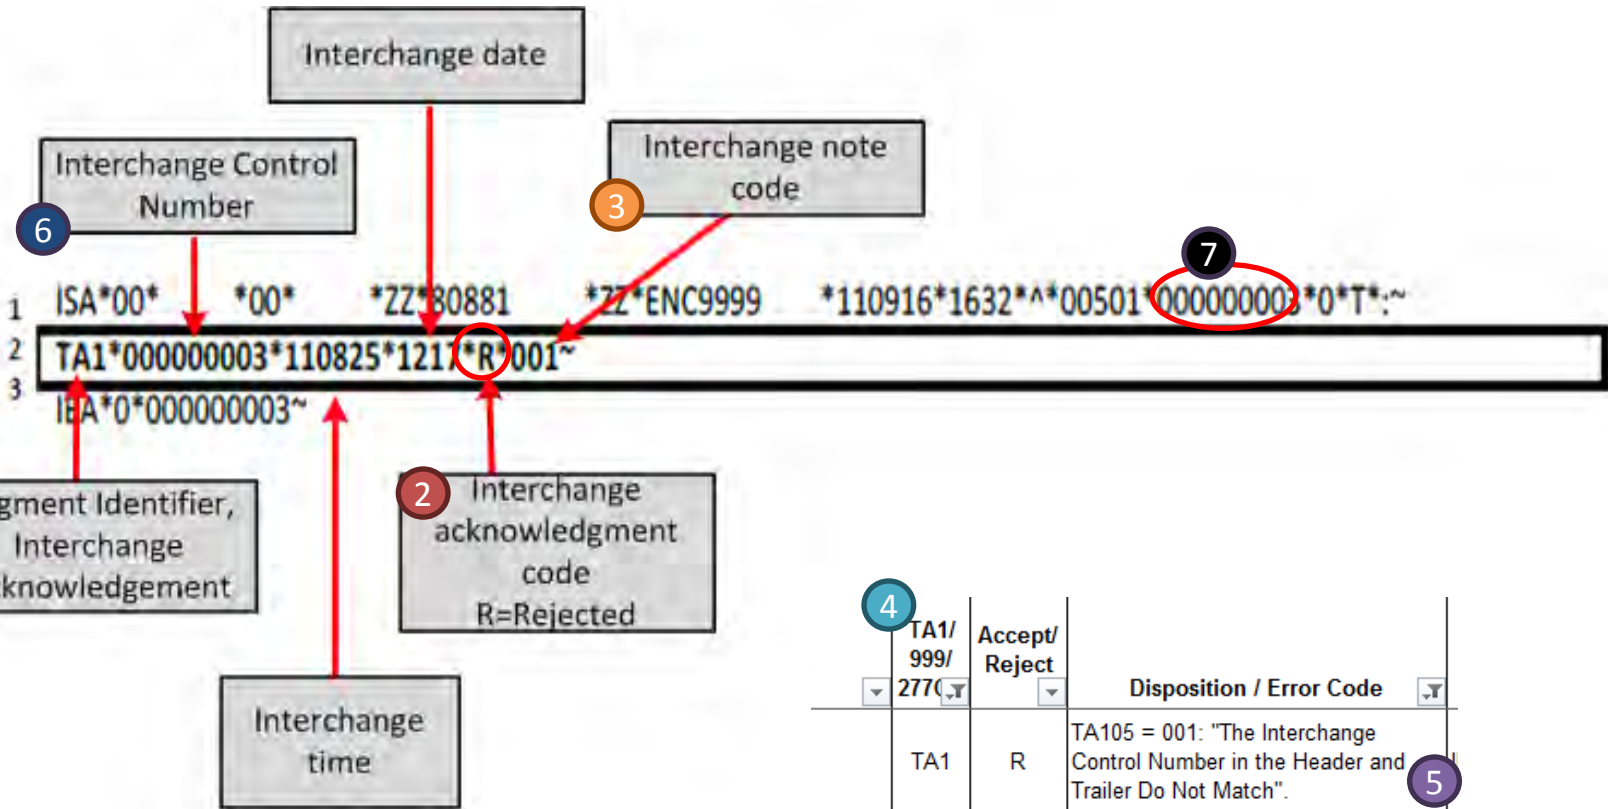 Interchange date
Interchange Control
Number
6
Interchange note
code
3
7
1 ISA*00* *00* *ZZ*80881 *ZZ*ENC9999 *110916*1632*^*00501*000000003*0*T*:~
2 TA1*000000003*110825*1217*R*001~
3 IEA*0*000000003~
gment Identifier,
Interchange
knowledgement
2
Interchange
acknowledgment
code
R=Rejected
Interchange
time
4
TA1/
999/
277
Accept/
Reject
Disposition / Error Code
TA1
R
TA105 = 001: "The Interchange
Control Number in the Header and
Trailer Do Not Match".
5